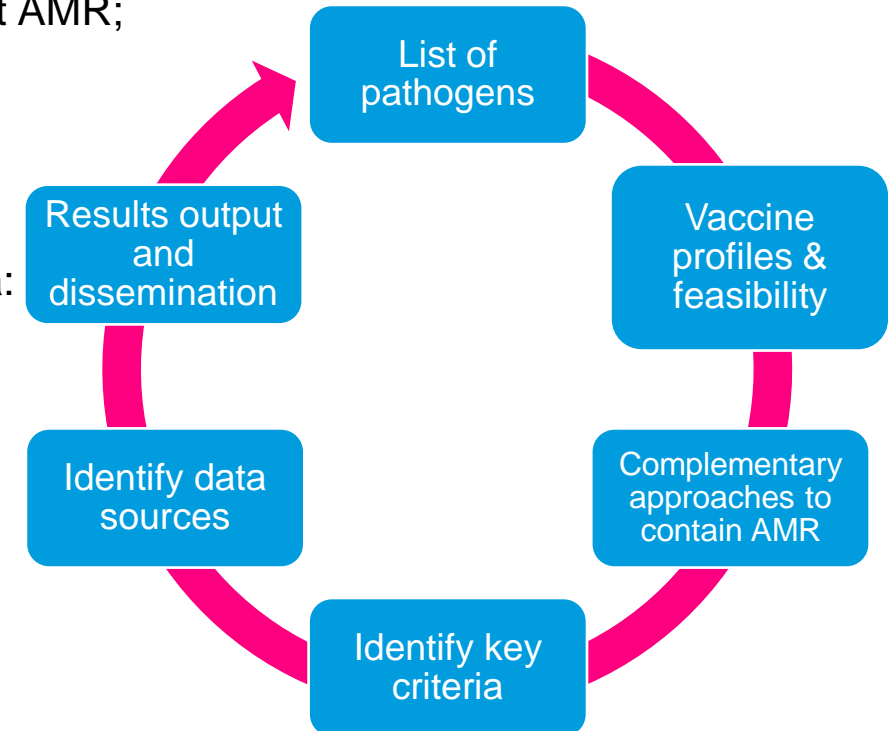 t AMR;
List of
pathogens
Vaccine
profiles &
feasibility
Complementary
approaches to
contain AMR
Identify key
criteria
Identify data
sources
Results output
and
dissemination
: